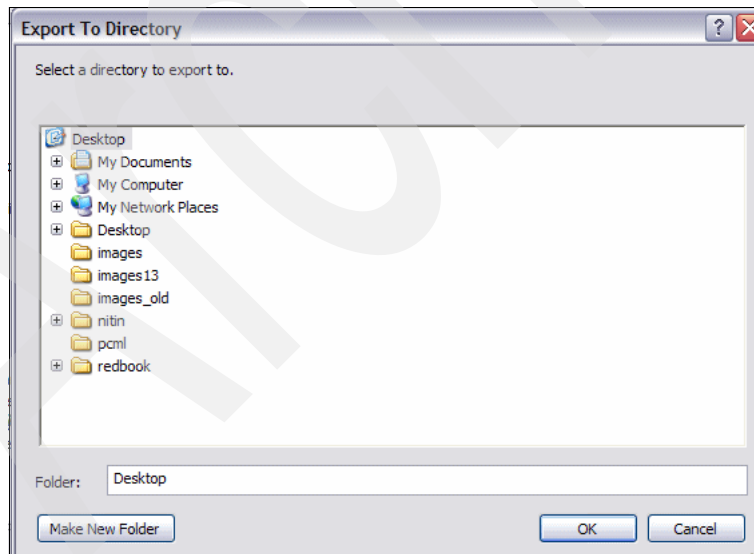 Export To Directory
Select a directory to export to.
Desktop
My Documents
My Computer
My Network Places
Desktop
images
images13
images_old
nitin
pcml
redbook
Folder: Desktop
Make New Folder OK Cancel